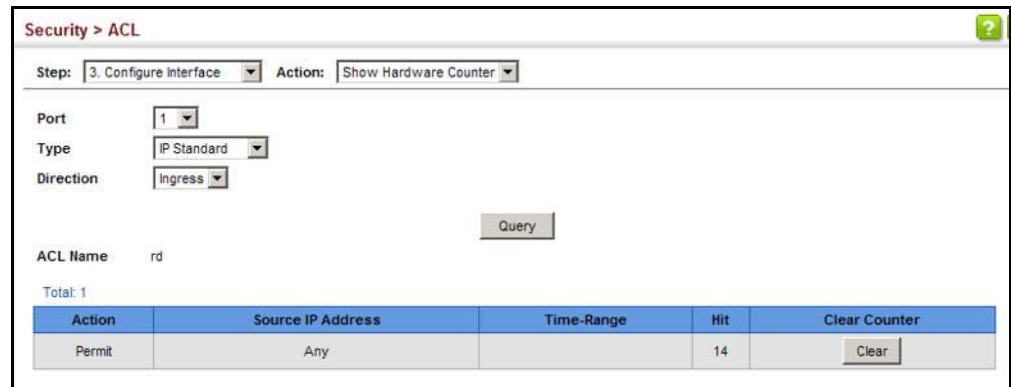 Security > ACL
?
Step: 3. Configure Interface Action: Show Hardware Counter
Port 1
Type IP Standard
Direction Ingress
Query
ACL Name rd
Total: 1
Action Source IP Address Time-Range Hit Clear Counter
Permit Any 14 Clear